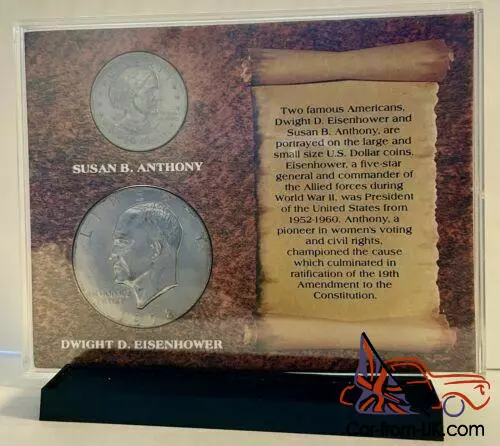 SUSAN B. ANTHONY
LIBERTY
DWIGHT D. EISENHOWER
Two famous Americans,
Dwight D. Eisenhower and
Susan B. Anthony, are
portrayed on the large and
small size U.S. Dollar coins.
Eisenhower, a five-star
general and commander of
the Allied forces during
World War II, was President
of the United States from
1952-1960. Anthony, a
pioneer in women's voting
and civil rights,
championed the cause
which culminated in
ratification of the 19th
Amendment to the
Constitution.
Car-from-UK.com